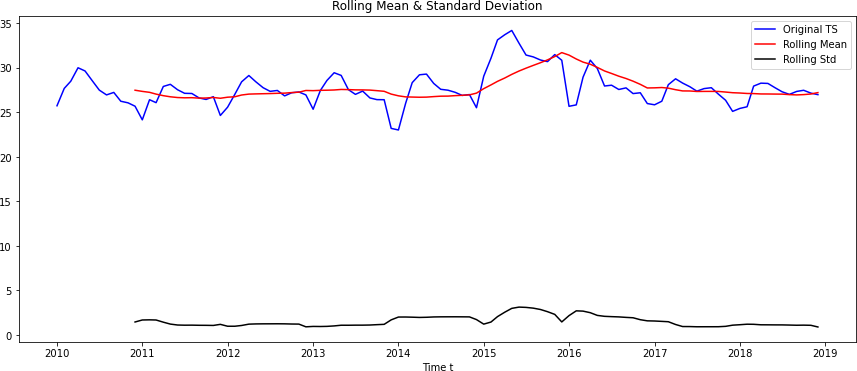 Rolling Mean & Standard Deviation
Original TS
Rolling Mean
Rolling Std
35
30
25
20
15
10
5
0
2010 2011 2012 2013 2014 2015 2016 2017 2018 2019
Time t